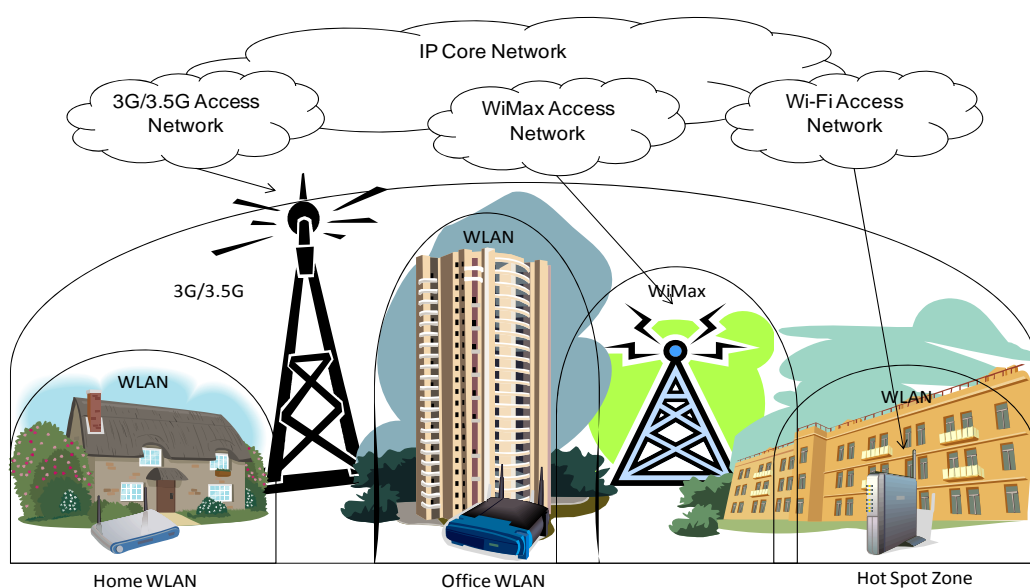 IP Core Network
3G/3.5G Access
Network
WiMax Access
Network
Wi-Fi Access
Network
WLAN
3G/3.5G
WiMax
WLAN
WLAN
Home WLAN
Office WLAN
Hot Spot Zone